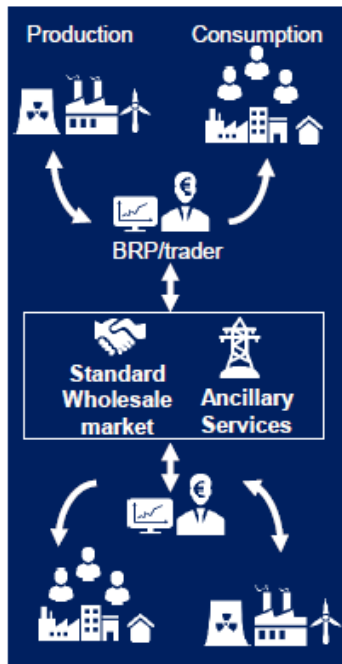 Production
Consumption
€
BRP/trader
Standard
Wholesale
market
Ancillary
Services
€